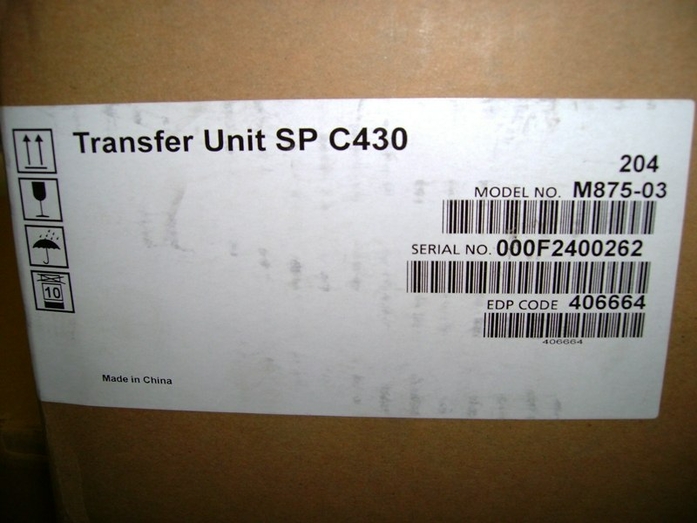 Transfer Unit SP C430
204
MODEL NO. M875-03
SERIAL NO. 000F2400262
EDP CODE 406664
406664
10
Made in China